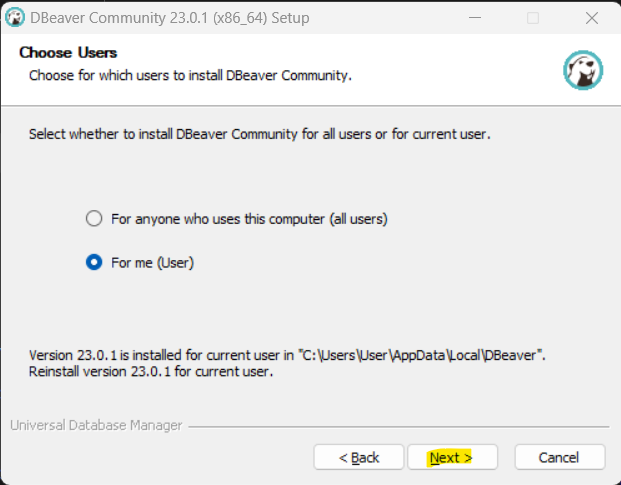 DBeaver Community 23.0.1 (x86_64) Setup
Choose Users
Choose for which users to install DBeaver Community.
Select whether to install DBeaver Community for all users or for current user.
For anyone who uses this computer (all users)
For me (User)
Version 23.0.1 is installed for current user in "C:\Users\User\AppData\Local\DBeaver".
Reinstall version 23.0.1 for current user.
Universal Database Manager
< Back
Next >
Cancel